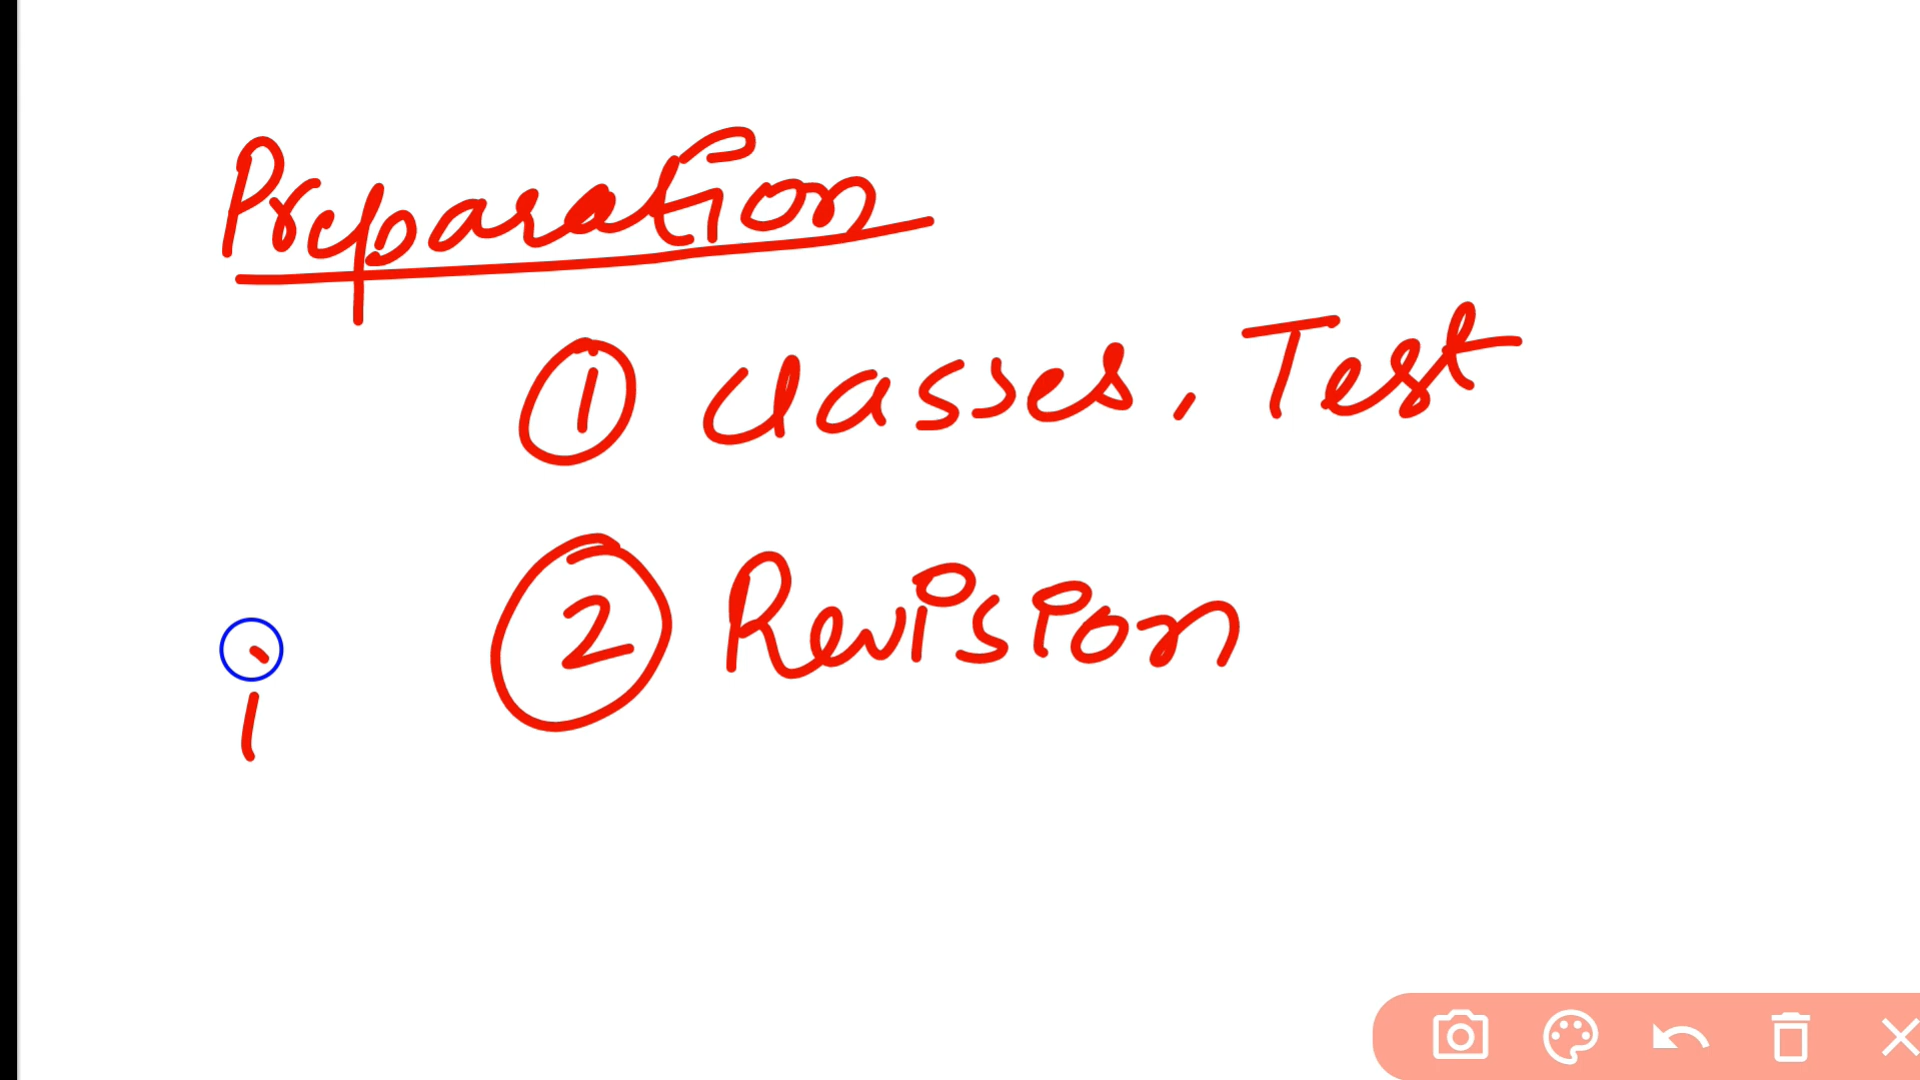 Preparation
① Classes, Test
② Revision
i